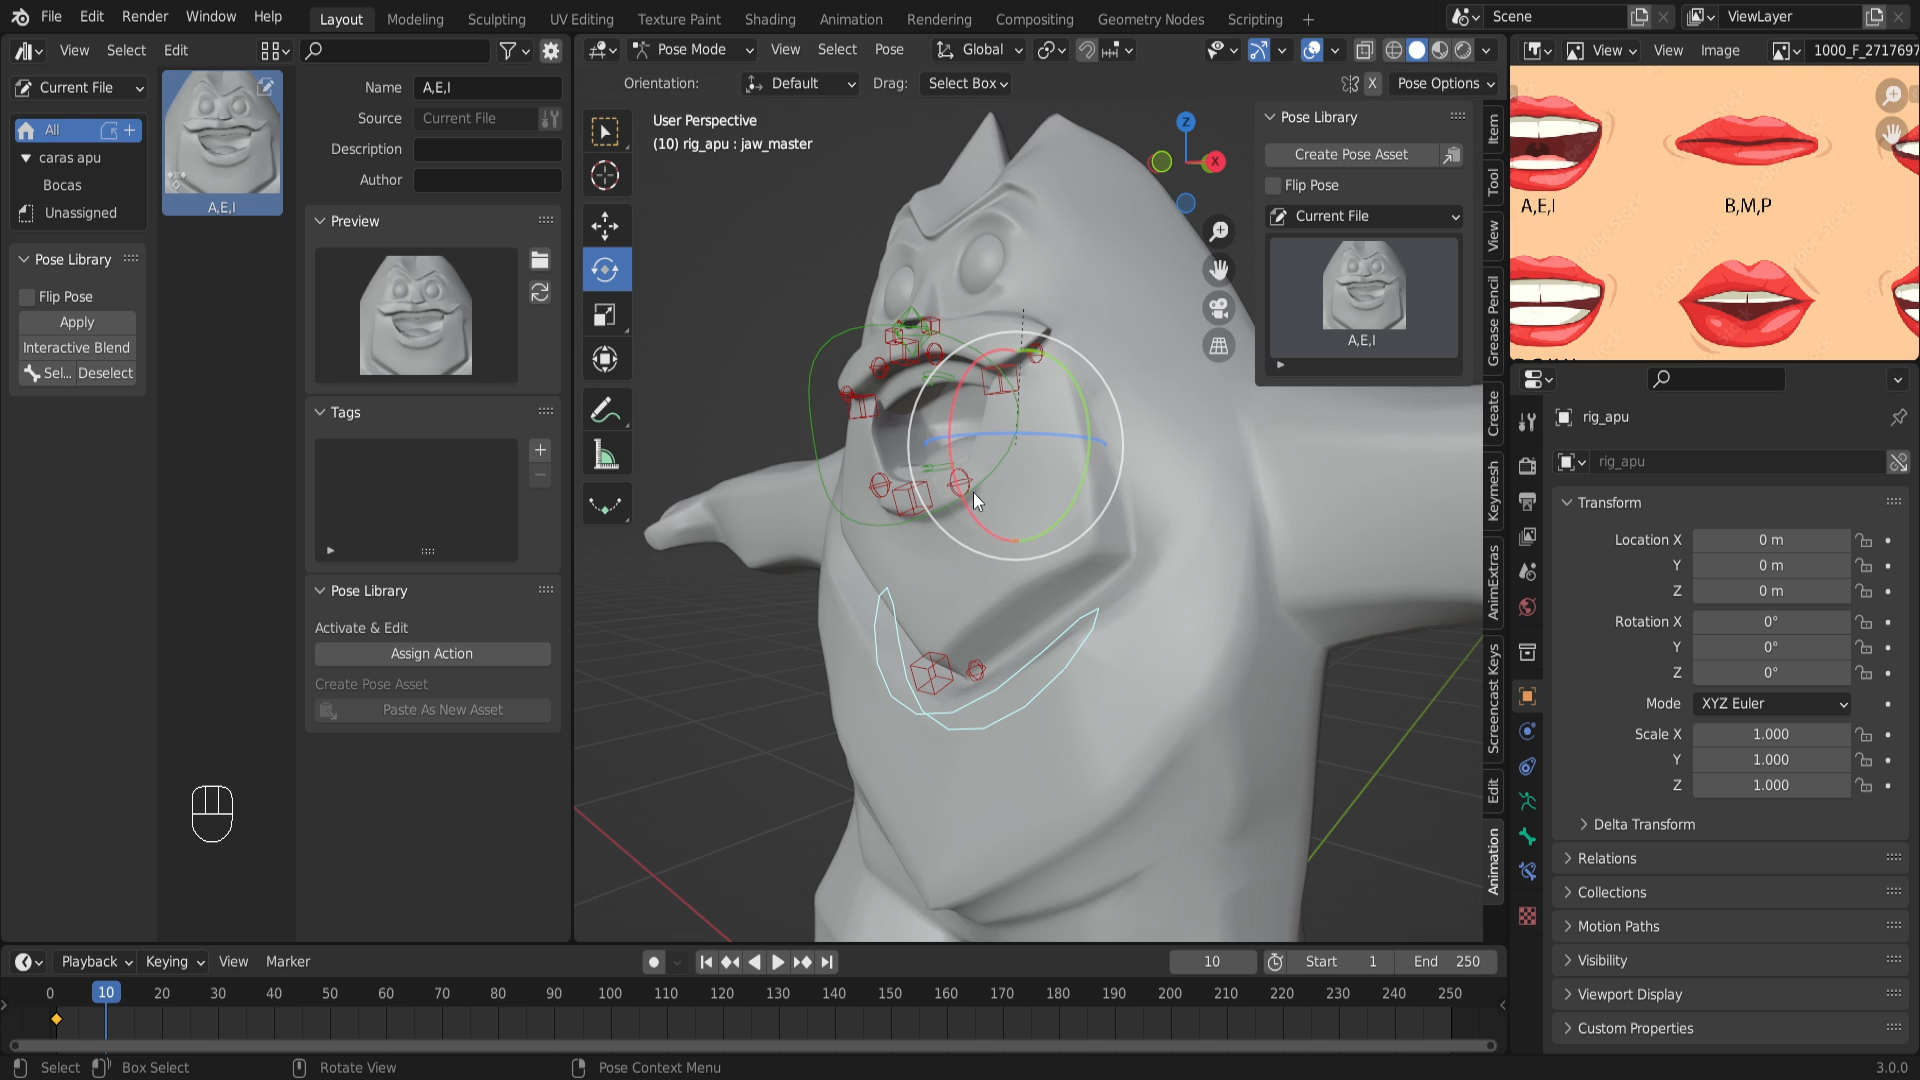 File Edit Render Window Help Layout Modeling Sculpting UV Editing Texture Paint Shading Animation Rendering Compositing Geometry Nodes Scripting + Scene ViewLayer
View Select Edit
Pose Mode View Select Pose Global
View View Image 1000_F_2717697
Orientation: Default Drag: Select Box X Pose Options
Current File
All
caras apu
Bocas
Unassigned
A,E,I
Pose Library
Flip Pose
Apply
Interactive Blend
Sel... Deselect
Name A,E,I
Source Current File
Description
Author
Preview
Tags
Pose Library
Activate & Edit
Assign Action
Create Pose Asset
Paste As New Asset
User Perspective
(10) rig_apu : jaw_master
Z
X
Pose Library
Create Pose Asset
Flip Pose
Current File
A,E,I
Item
Tool
View
Grease Pencil
Create
Keymesh
AnimExtras
Screencast Keys
Edit
Animation
A,E,I
B,M,P
rig_apu
rig_apu
Transform
Location X 0 m
Y 0 m
Z 0 m
Rotation X 0°
Y 0°
Z 0°
Mode XYZ Euler
Scale X 1.000
Y 1.000
Z 1.000
Delta Transform
Relations
Collections
Motion Paths
Visibility
Viewport Display
Custom Properties
Playback Keying View Marker 10 Start 1 End 250
0 10 20 30 40 50 60 70 80 90 100 110 120 130 140 150 160 170 180 190 200 210 220 230 240 250
Select Box Select Rotate View Pose Context Menu 3.0.0